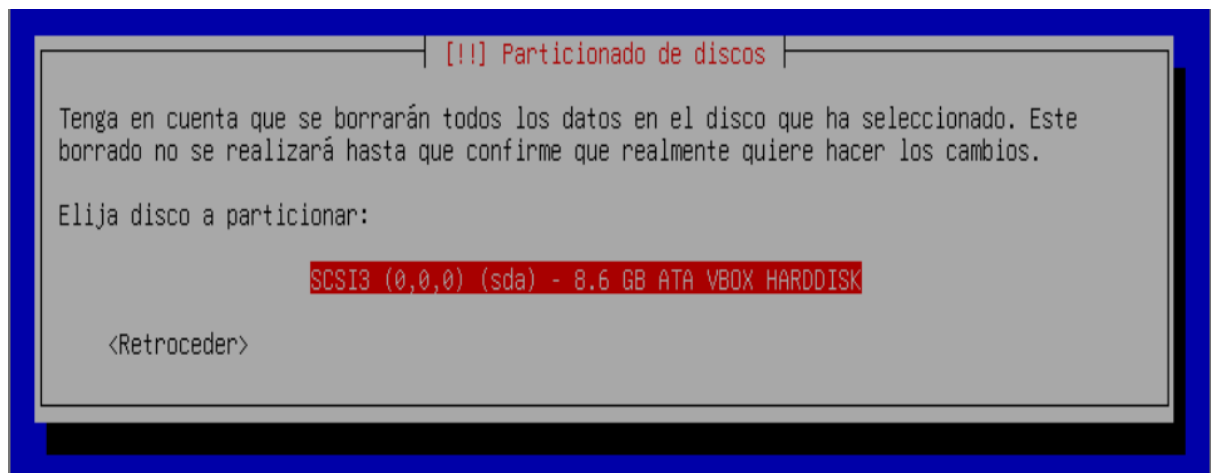 [!!] Particionado de discos
Tenga en cuenta que se borrarán todos los datos en el disco que ha seleccionado. Este
borrado no se realizará hasta que confirme que realmente quiere hacer los cambios.
Elija disco a particionar:
SCSI3 (0,0,0) (sda) - 8.6 GB ATA VBOX HARDDISK
<Retroceder>